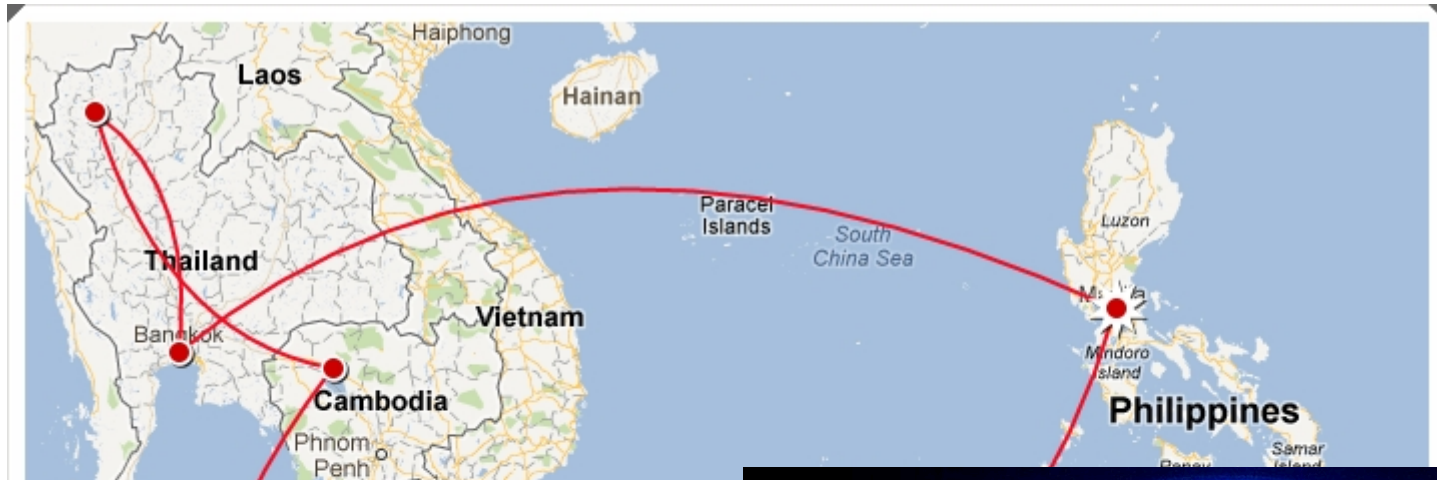 Haiphong
Laos
Hainan
Paracel
Islands
South
China Sea
Luzon
Thailand
Bangkok
Vietnam
Mindoro
Island
Cambodia
Philippines
Phnom
Penh
Samar
Island